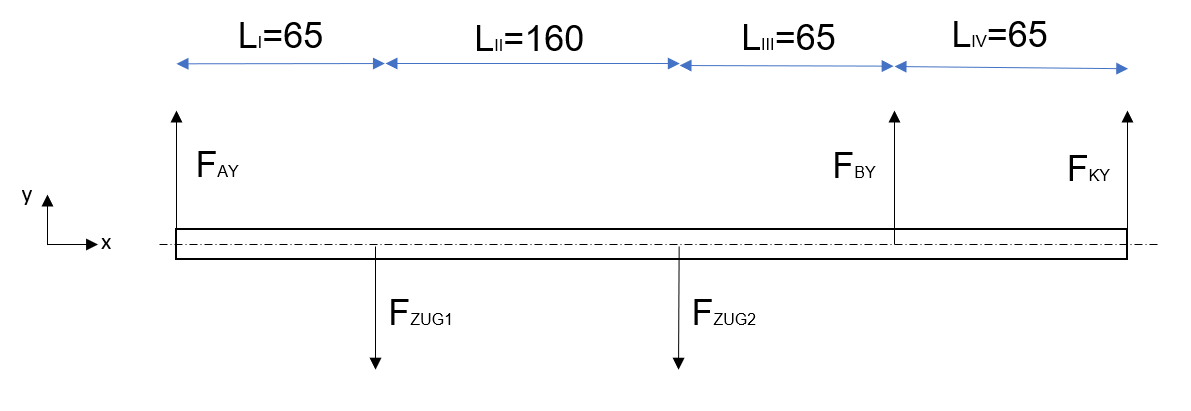 LI=65 LII=160 LIII=65 LIV=65
FAY FBY FKY
y
x
FZUG1 FZUG2